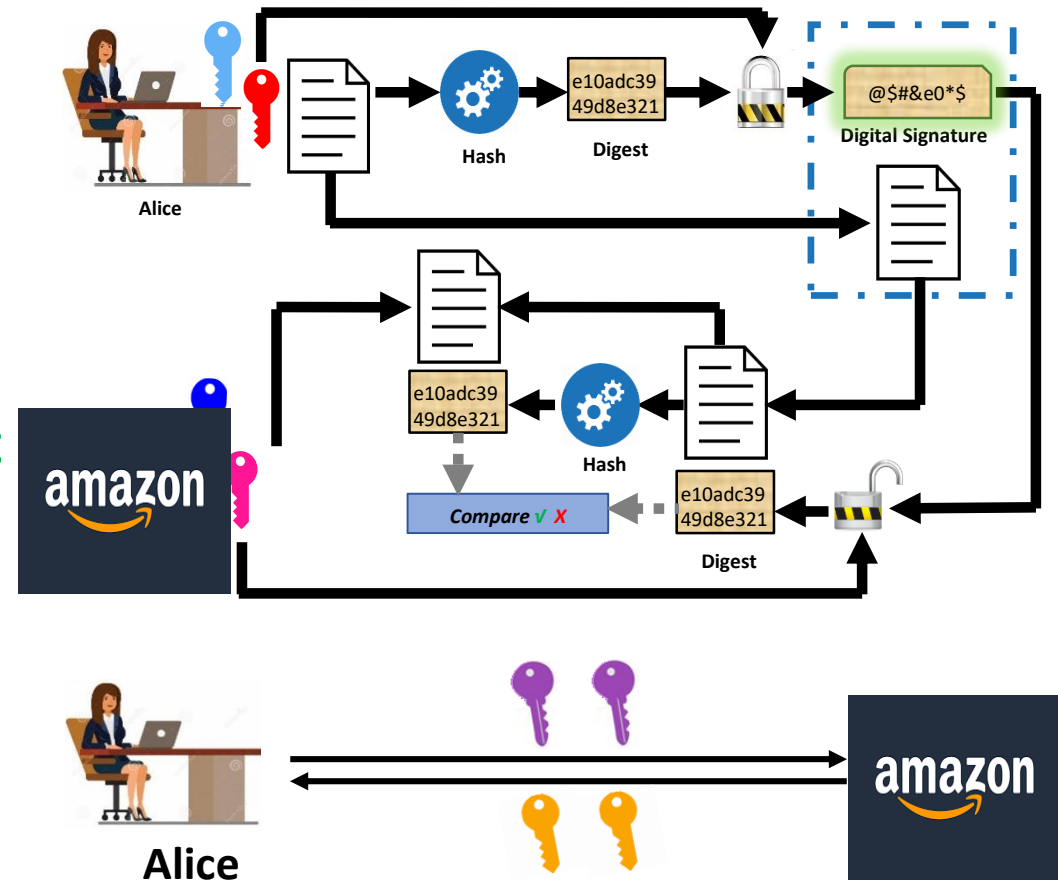 e10adc39
49d8e321
@$#&e0*$
Hash
Digest
Digital Signature
Alice
e10adc39
49d8e321
Hash
amazon
Compare √ X
e10adc39
49d8e321
Digest
amazon
Alice